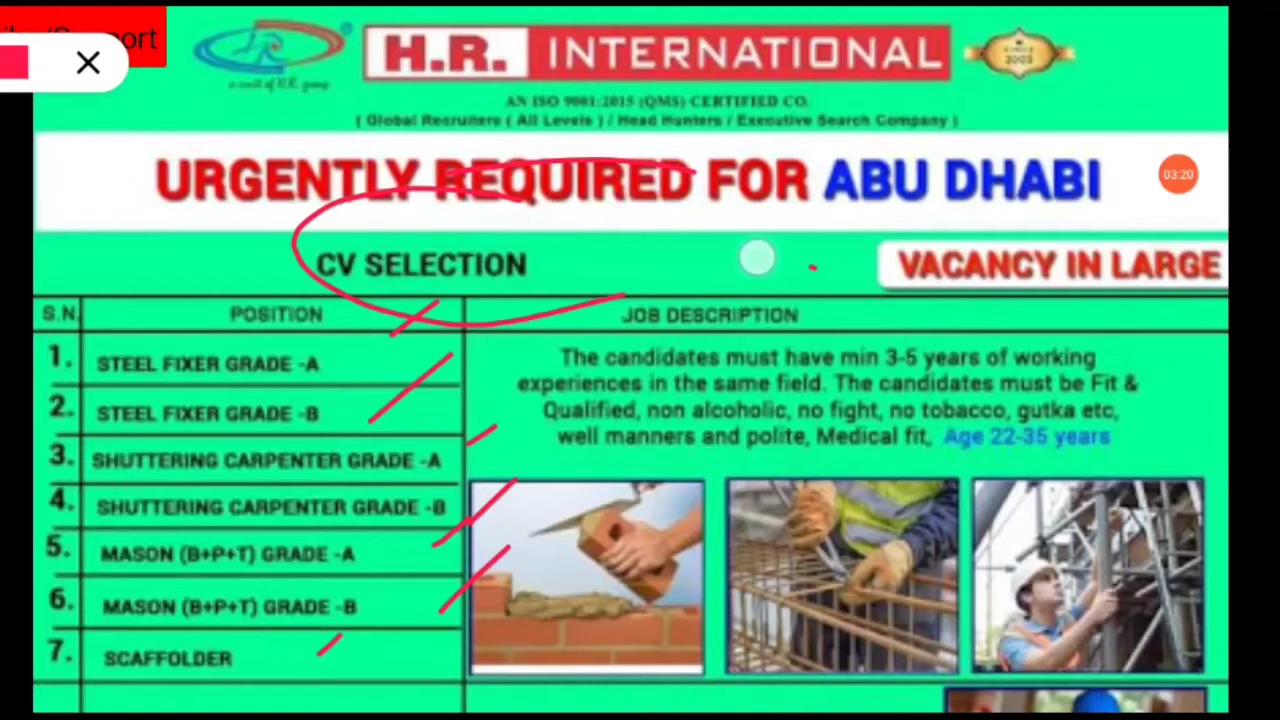 H.R. INTERNATIONAL
AN ISO 9001:2015 (QMS) CERTIFIED CO.
( Global Recruiters ( All Levels ) / Head Hunters / Executive Search Company )
URGENTLY REQUIRED FOR ABU DHABI
03:20
CV SELECTION
VACANCY IN LARGE
S.N. POSITION JOB DESCRIPTION
1. STEEL FIXER GRADE -A
2. STEEL FIXER GRADE -B
3. SHUTTERING CARPENTER GRADE -A
4. SHUTTERING CARPENTER GRADE -B
5. MASON (B+P+T) GRADE -A
6. MASON (B+P+T) GRADE -B
7. SCAFFOLDER
The candidates must have min 3-5 years of working
experiences in the same field. The candidates must be Fit &
Qualified, non alcoholic, no fight, no tobacco, gutka etc,
well manners and polite, Medical fit, Age 22-35 years